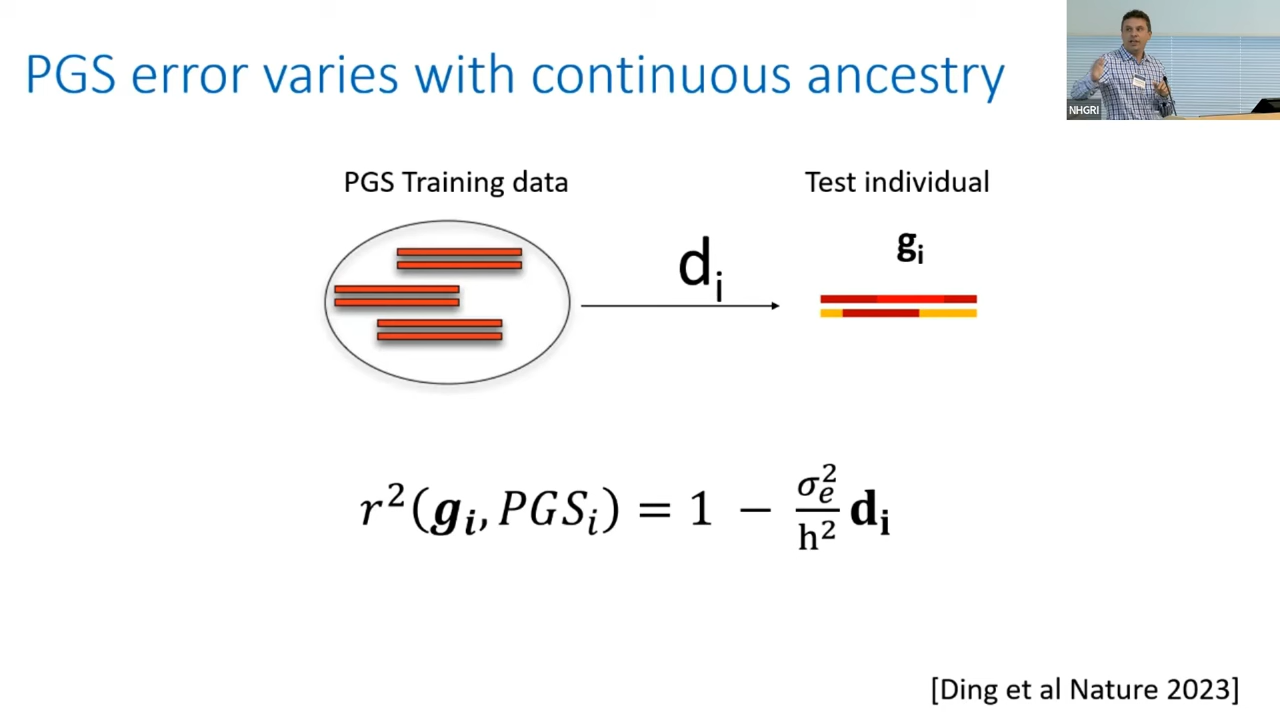 PGS error varies with continuous ancestry
NHGRI
PGS Training data
Test individual
dᵢ
gᵢ
r²(gᵢ, PGSᵢ) = 1 − σₑ²/h² dᵢ
[Ding et al Nature 2023]